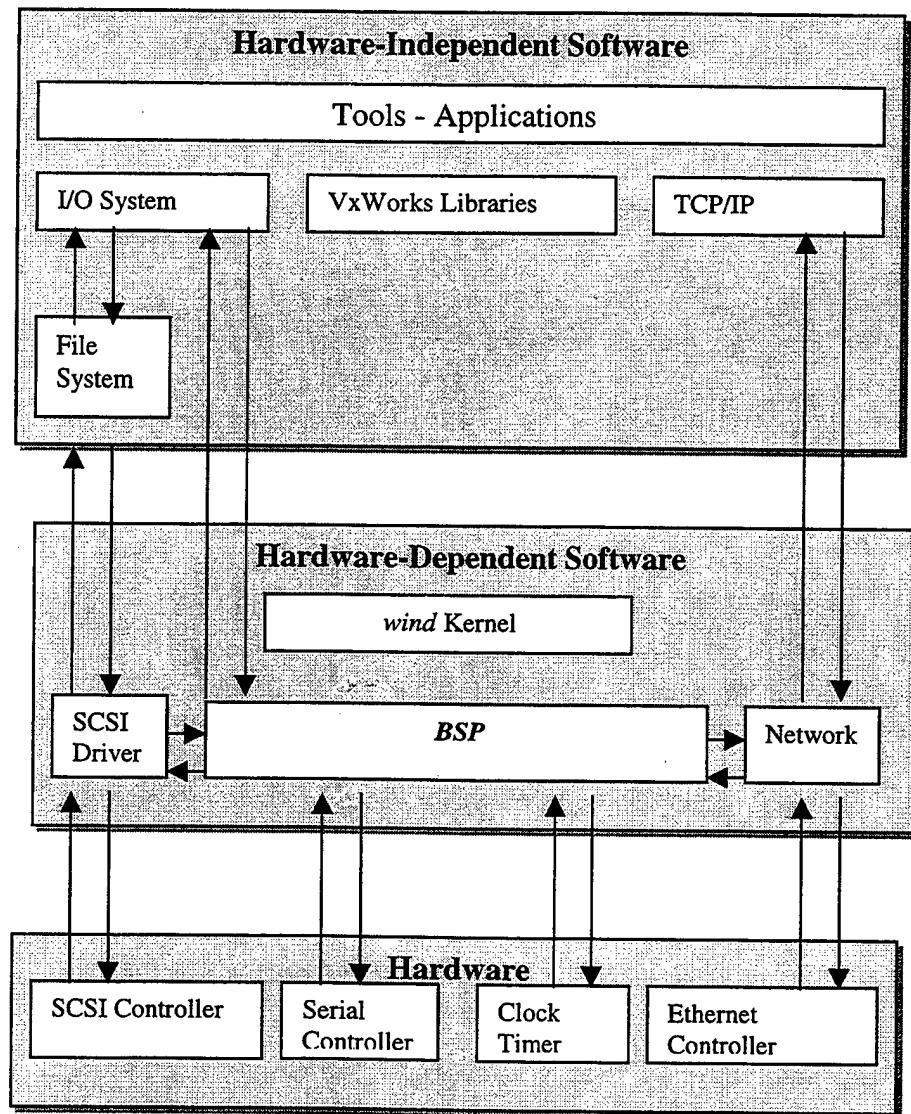 Hardware-Independent Software
Tools - Applications
I/O System
VxWorks Libraries
TCP/IP
File
System
Hardware-Dependent Software
wind Kernel
SCSI
Driver
BSP
Network
Hardware
SCSI Controller
Serial
Controller
Clock
Timer
Ethernet
Controller